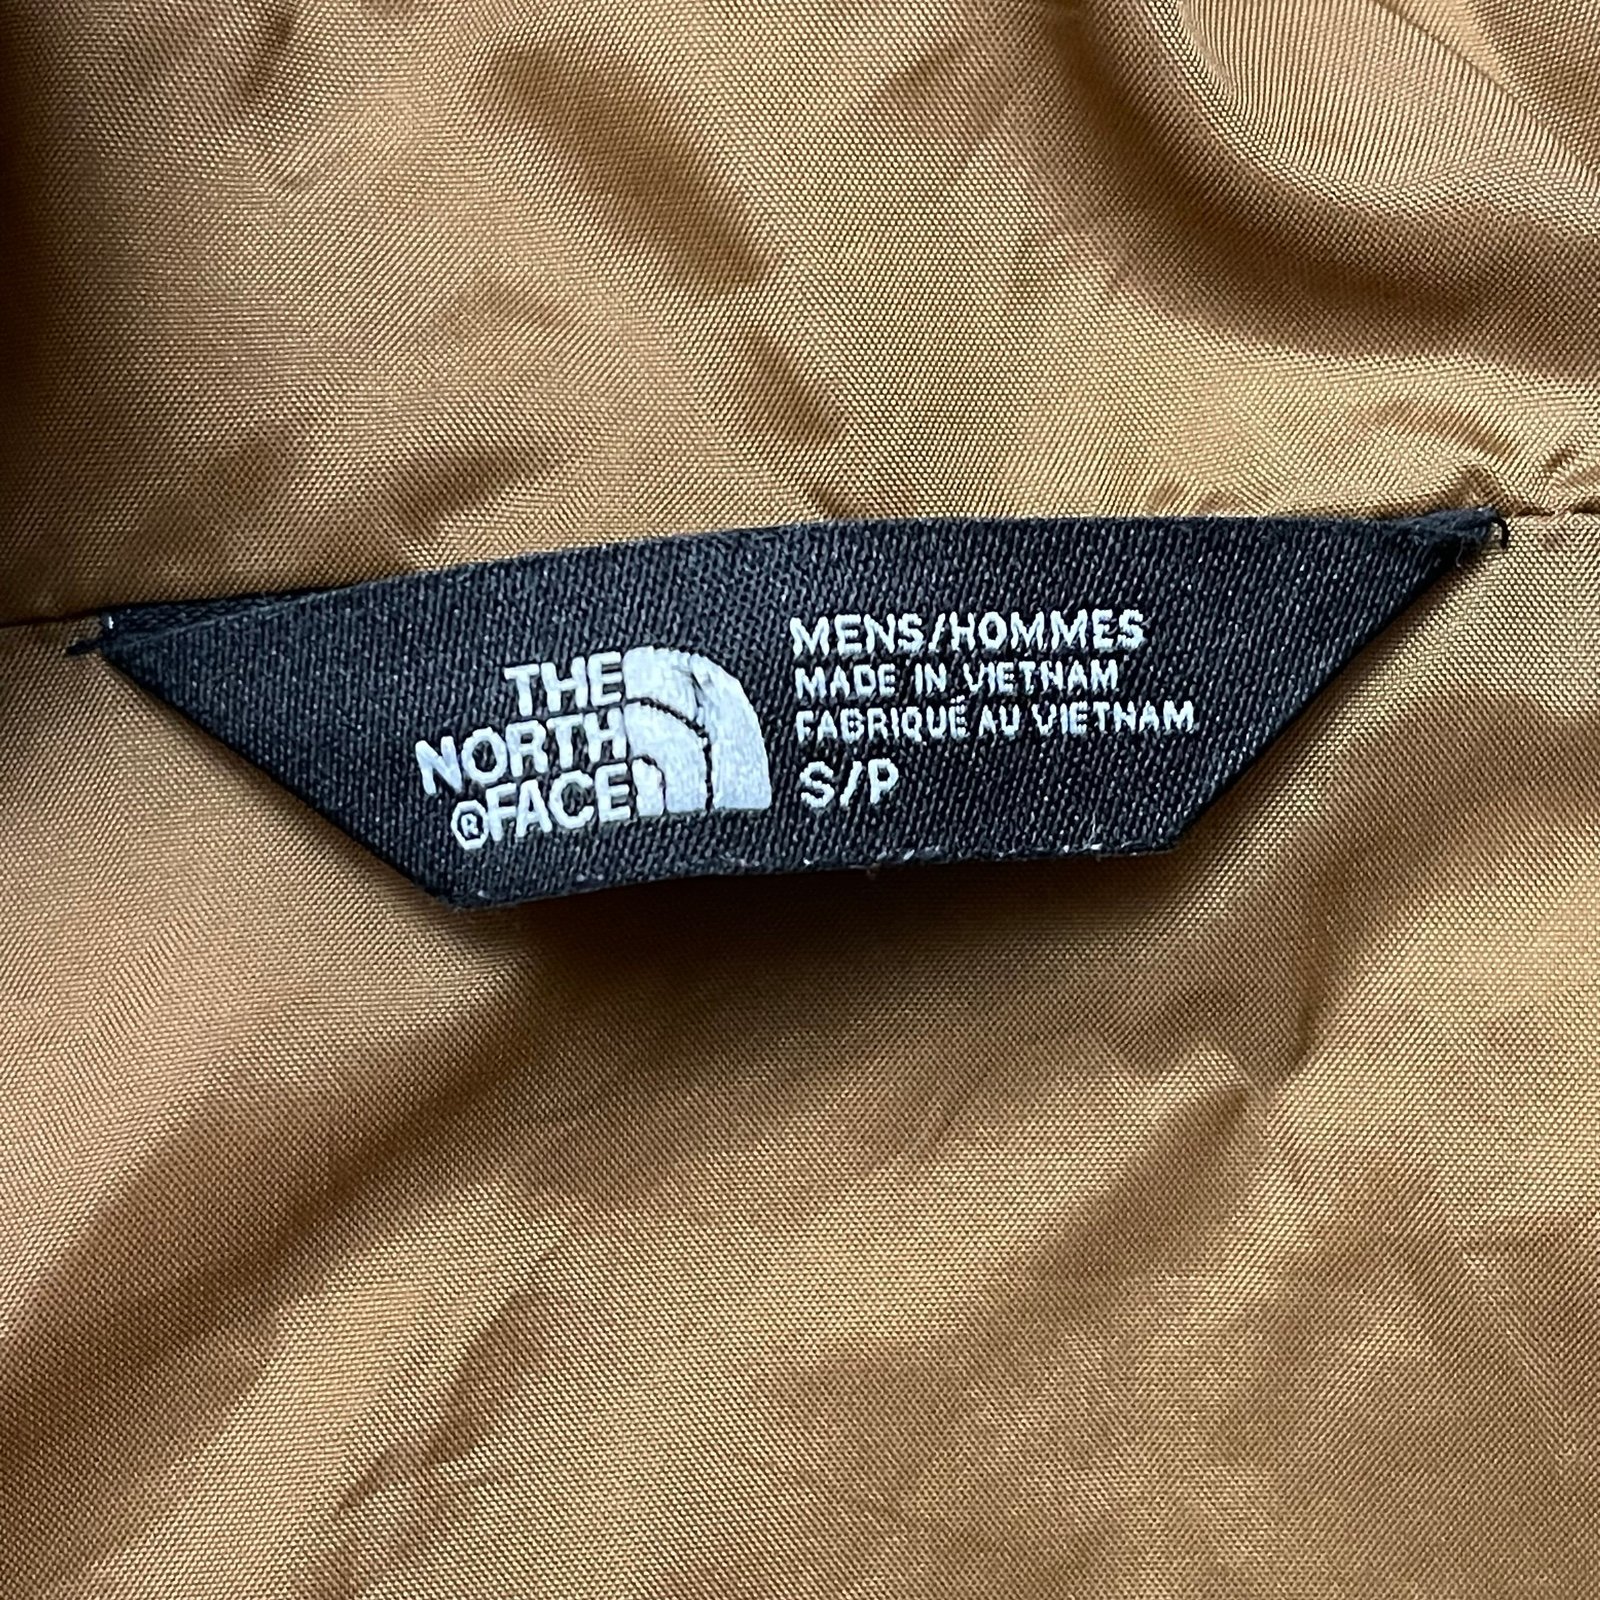 THE
NORTH
®FACE
MENS/HOMMES
MADE IN VIETNAM
FABRIQUÉ AU VIETNAM
S/P